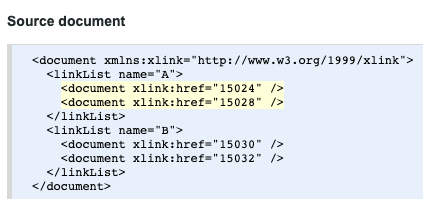 Source document
<document xmlns:xlink="http://www.w3.org/1999/xlink">
  <linkList name="A">
    <document xlink:href="15024" />
    <document xlink:href="15028" />
  </linkList>
  <linkList name="B">
    <document xlink:href="15030" />
    <document xlink:href="15032" />
  </linkList>
</document>